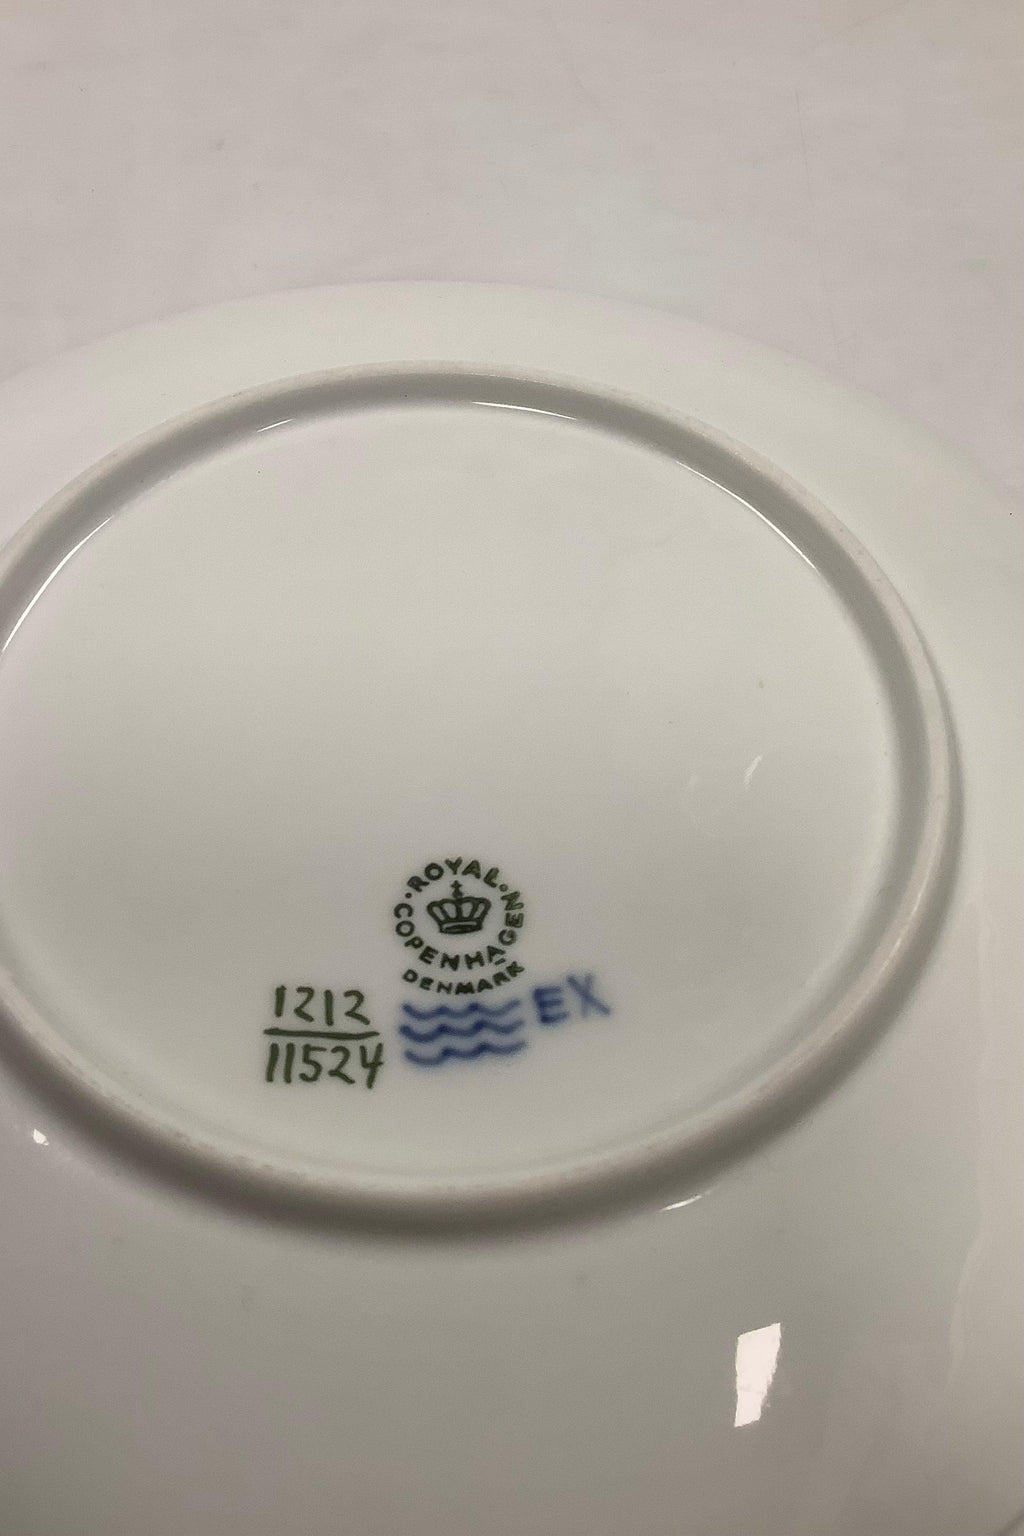 ROYAL
COPENHAGEN
DENMARK
1212
11524
EX